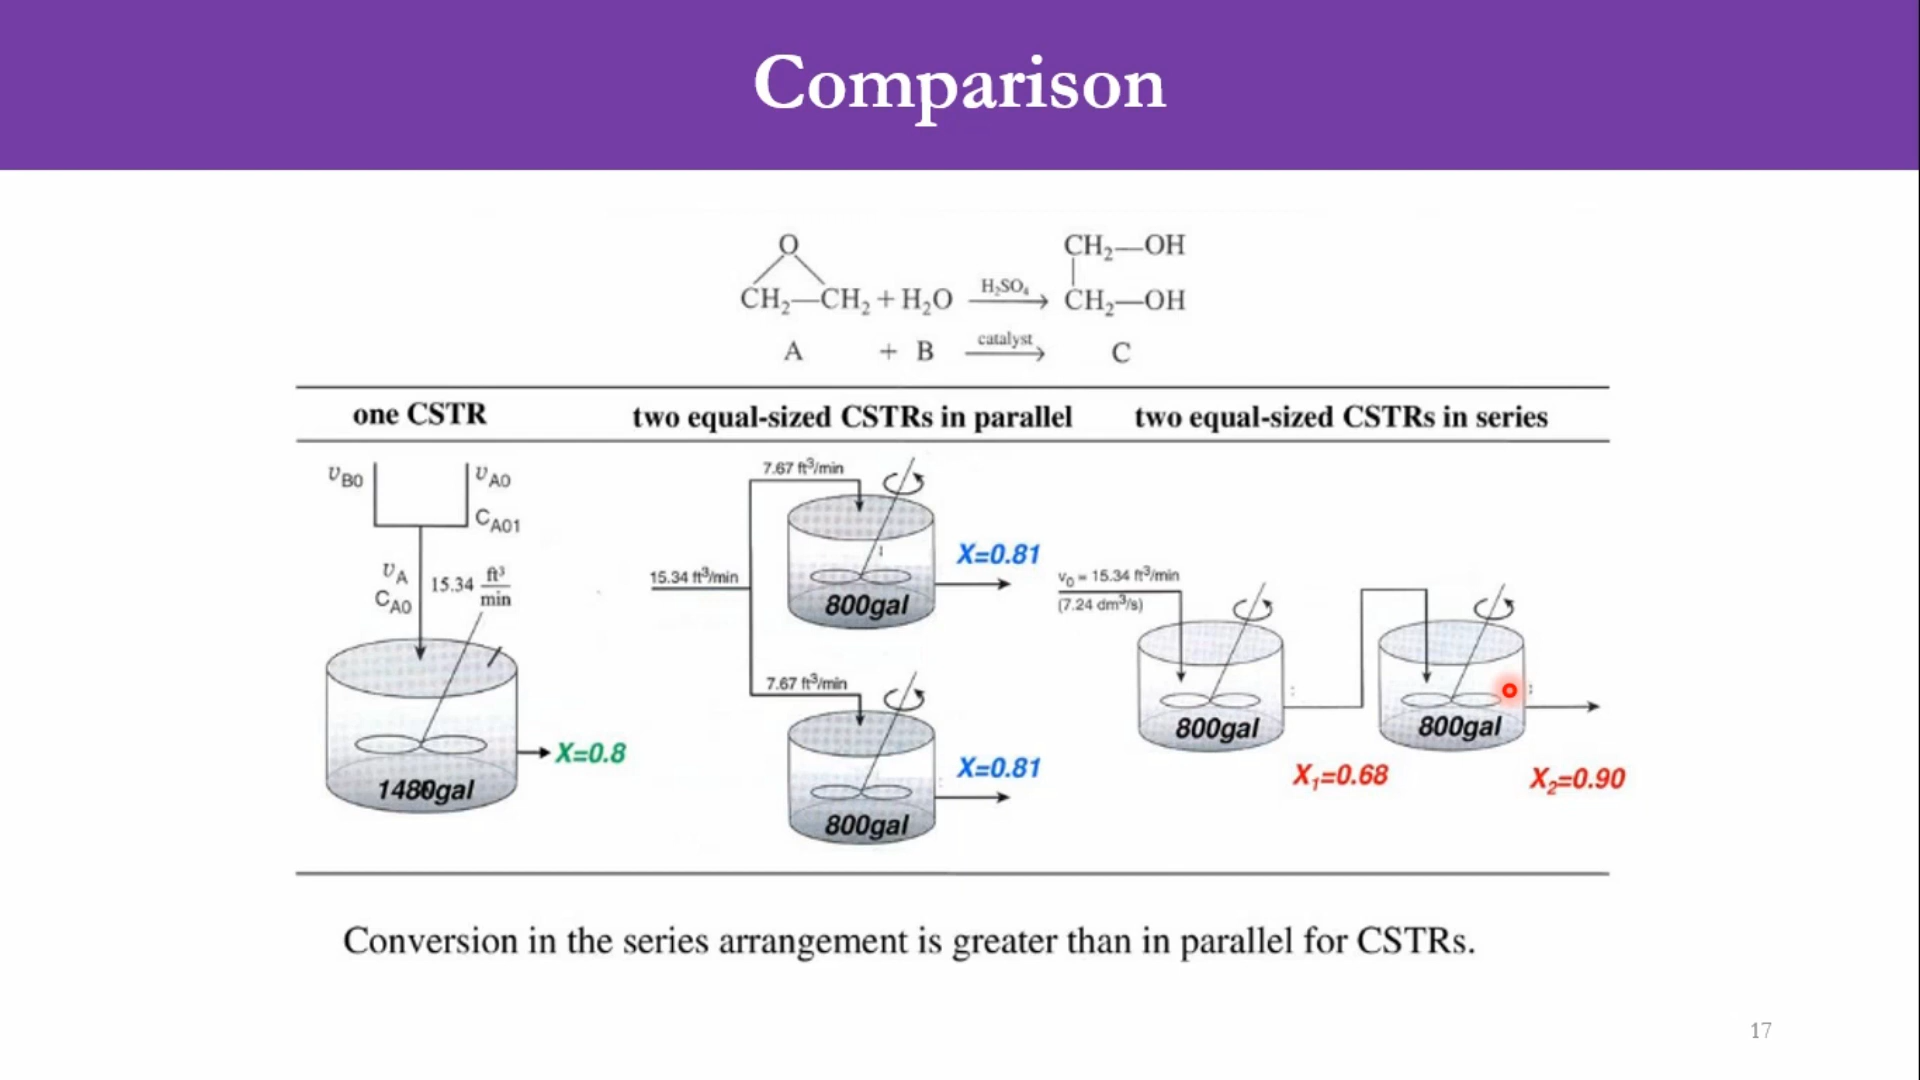 Comparison
O
CH₂—CH₂ + H₂O
H₂SO₄
CH₂—OH
CH₂—OH
A + B
catalyst
C
one CSTR
two equal-sized CSTRs in parallel
two equal-sized CSTRs in series
υB0
υA0
CA01
υA
CA0
15.34 ft³
min
1480gal
X=0.8
15.34 ft³/min
7.67 ft³/min
800gal
X=0.81
7.67 ft³/min
800gal
X=0.81
v₀ = 15.34 ft³/min
(7.24 dm³/s)
800gal
X₁=0.68
800gal
X₂=0.90
Conversion in the series arrangement is greater than in parallel for CSTRs.
17